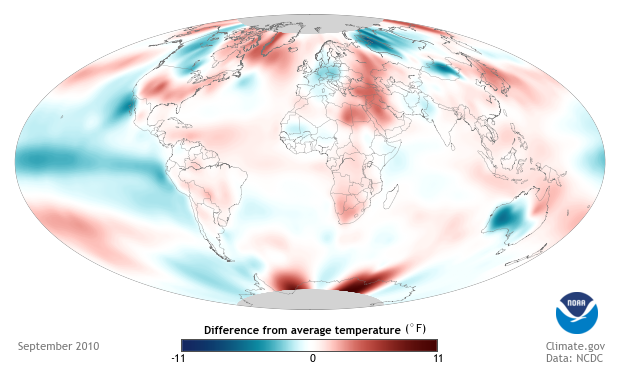 NOAA
Difference from average temperature (°F)
September 2010
-11 0 11
Climate.gov
Data: NCDC